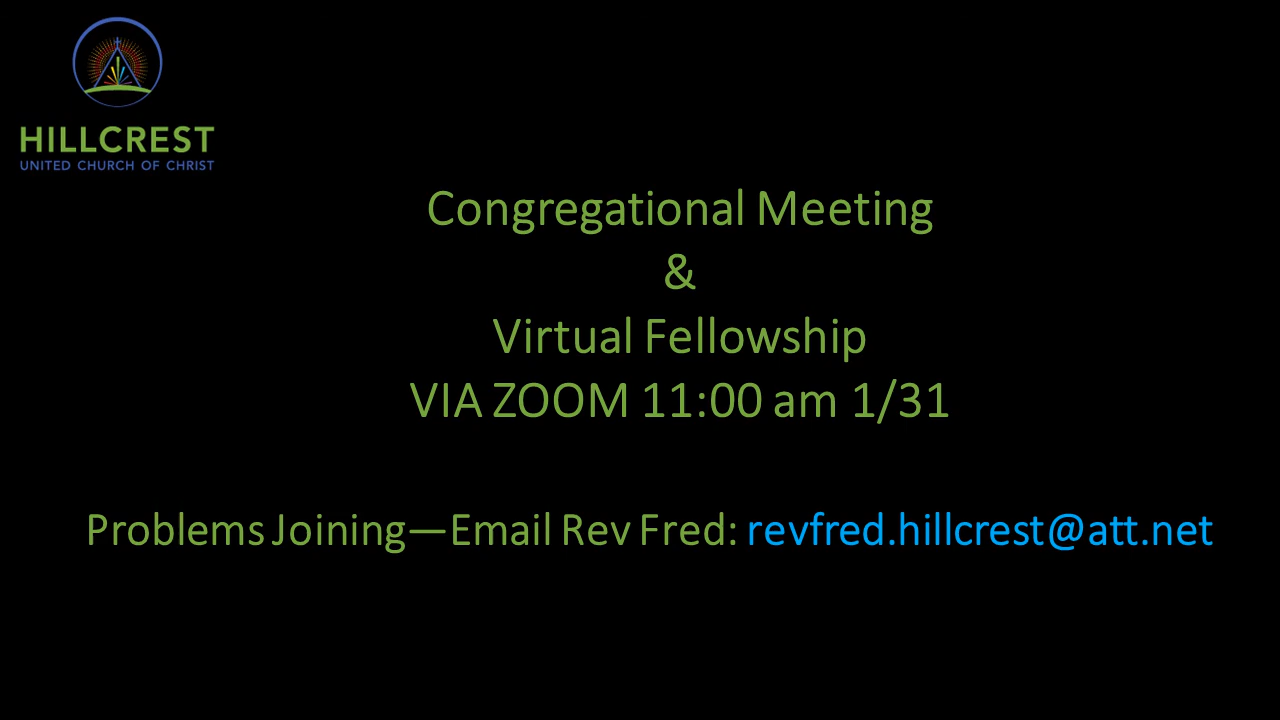 HILLCREST
UNITED CHURCH OF CHRIST
Congregational Meeting
&
Virtual Fellowship
VIA ZOOM 11:00 am 1/31
Problems Joining—Email Rev Fred: revfred.hillcrest@att.net